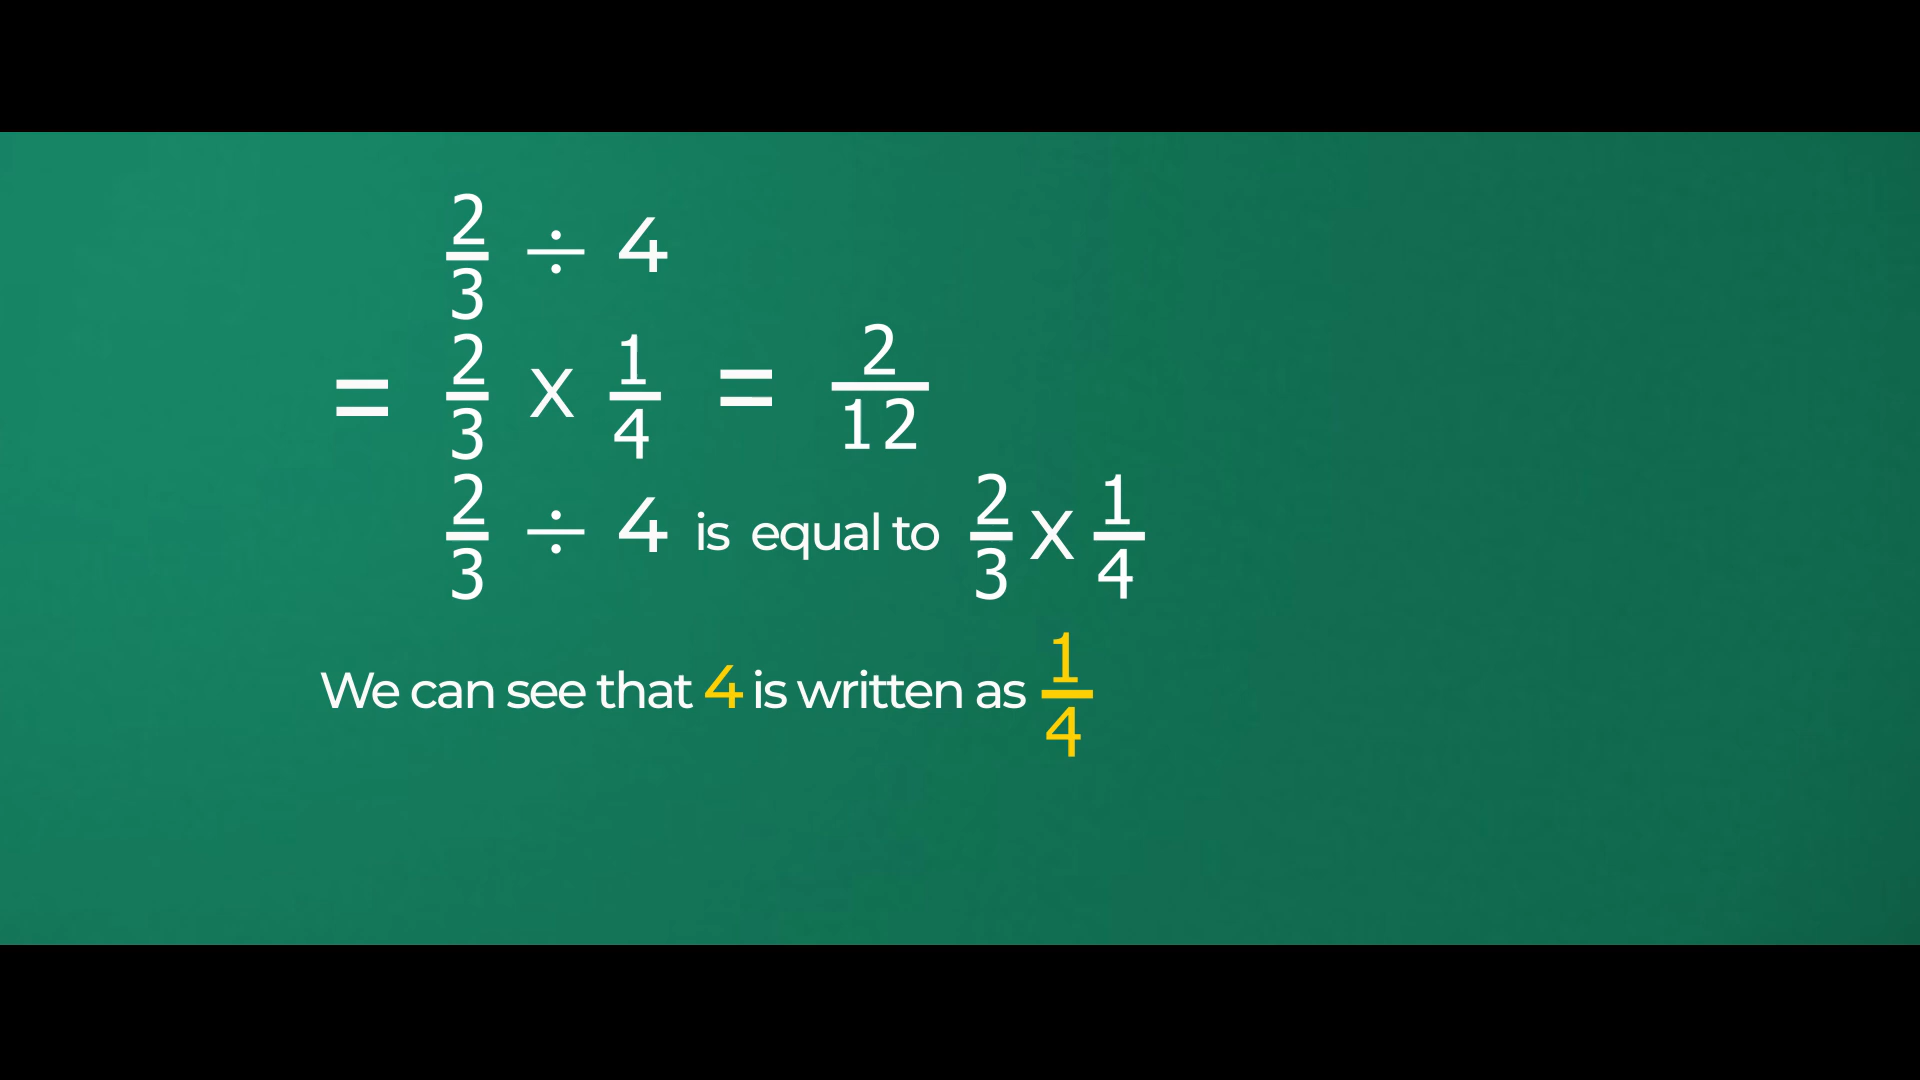 2/3 ÷ 4
= 2/3 x 1/4 = 2/12
2/3 ÷ 4 is equal to 2/3 x 1/4
We can see that 4 is written as 1/4